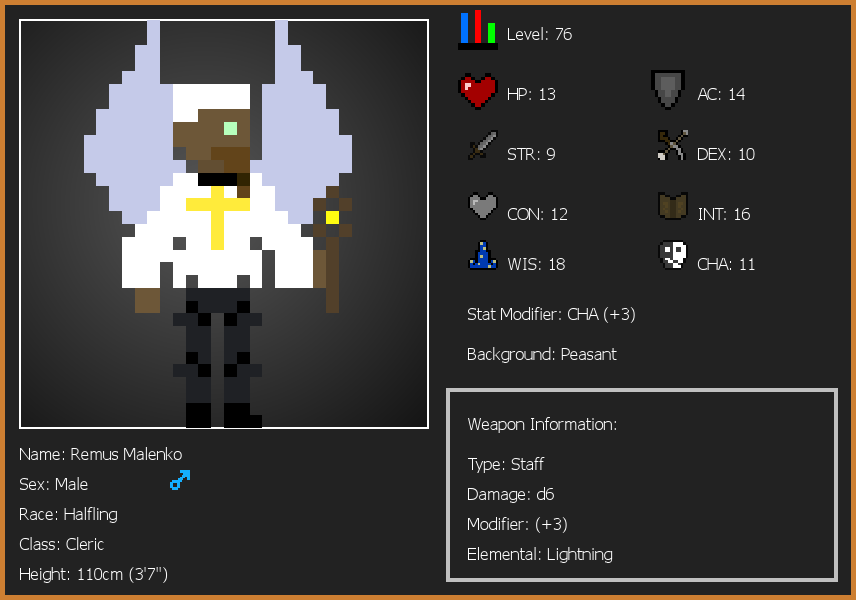 Level: 76
HP: 13
AC: 14
STR: 9
DEX: 10
CON: 12
INT: 16
WIS: 18
CHA: 11
Stat Modifier: CHA (+3)
Background: Peasant
Weapon Information:
Type: Staff
Damage: d6
Modifier: (+3)
Elemental: Lightning
Name: Remus Malenko
Sex: Male
Race: Halfling
Class: Cleric
Height: 110cm (3'7")